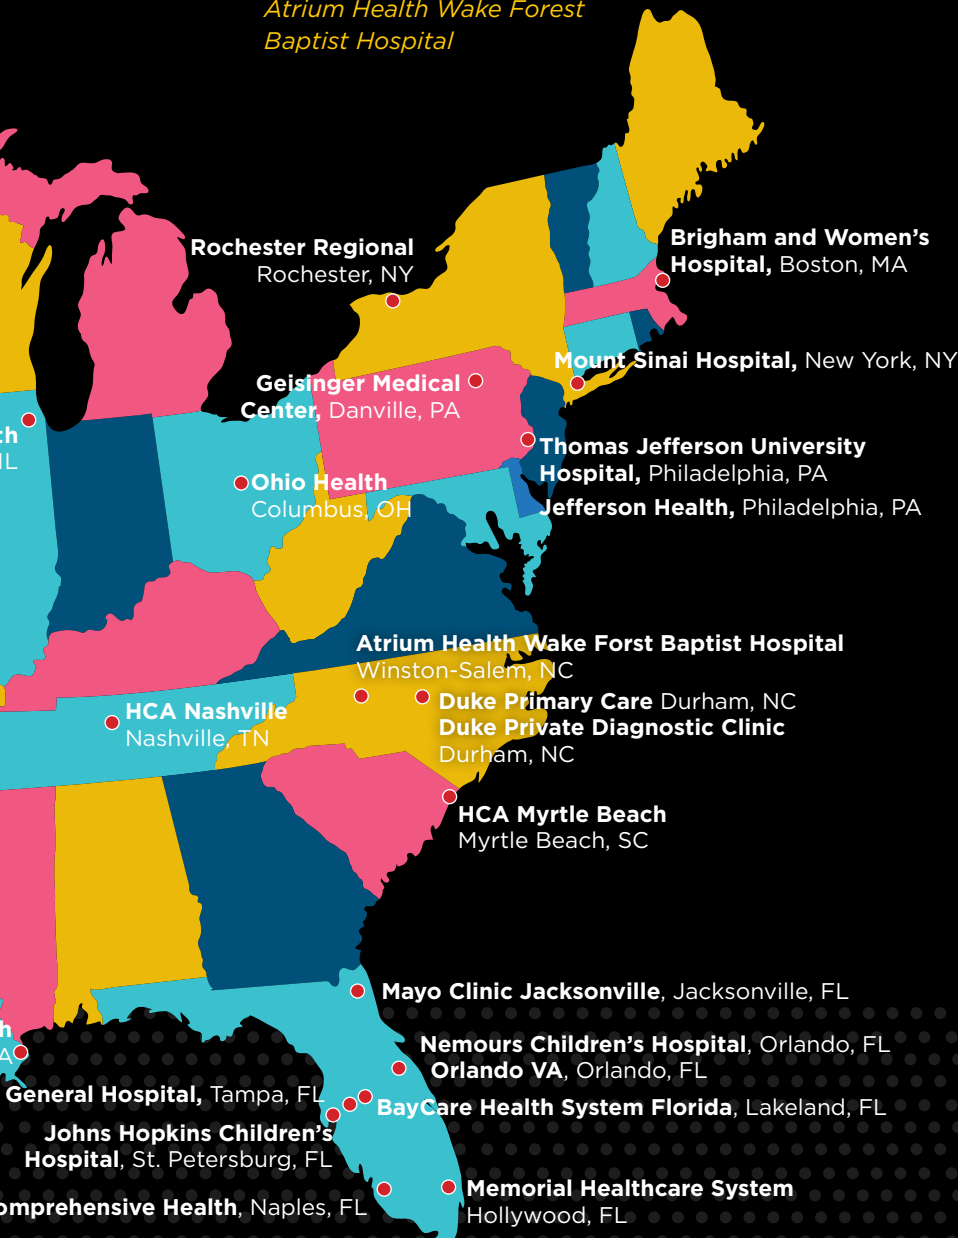 Atrium Health Wake Forest
Baptist Hospital
Rochester Regional
Rochester, NY
Brigham and Women’s
Hospital, Boston, MA
Mount Sinai Hospital, New York, NY
Geisinger Medical
Center, Danville, PA
th
IL
Thomas Jefferson University
Hospital, Philadelphia, PA
Jefferson Health, Philadelphia, PA
Ohio Health
Columbus, OH
Atrium Health Wake Forst Baptist Hospital
Winston-Salem, NC
Duke Primary Care Durham, NC
Duke Private Diagnostic Clinic
Durham, NC
HCA Nashville
Nashville, TN
HCA Myrtle Beach
Myrtle Beach, SC
Mayo Clinic Jacksonville, Jacksonville, FL
h
A
Nemours Children’s Hospital, Orlando, FL
Orlando VA, Orlando, FL
General Hospital, Tampa, FL
BayCare Health System Florida, Lakeland, FL
Johns Hopkins Children’s
Hospital, St. Petersburg, FL
omprehensive Health, Naples, FL
Memorial Healthcare System
Hollywood, FL